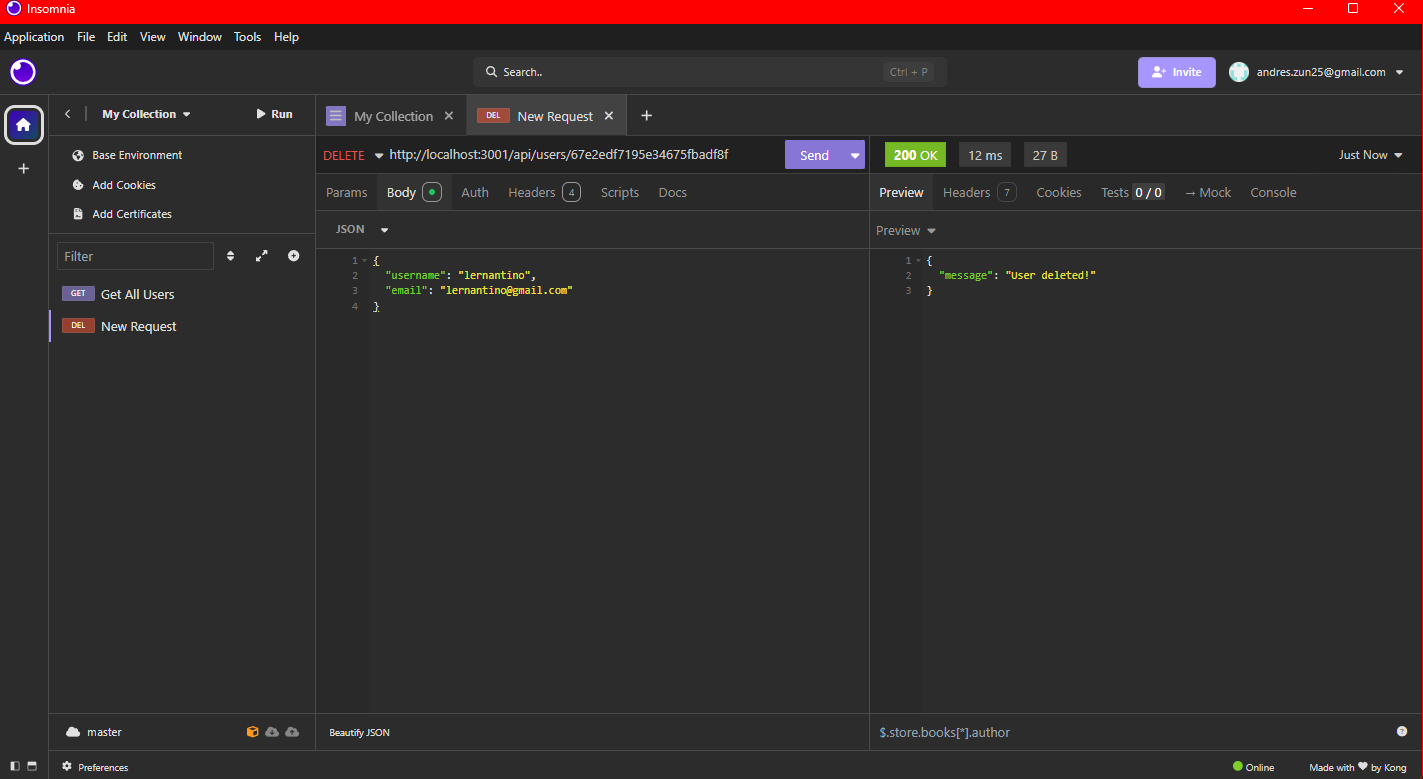 Insomnia
Application File Edit View Window Tools Help
Search.. Ctrl + P
Invite
andres.zun25@gmail.com
My Collection
Run
My Collection
DEL New Request
DELETE http://localhost:3001/api/users/67e2edf7195e34675fbadf8f Send
200 OK 12 ms 27 B Just Now
Base Environment
Add Cookies
Add Certificates
Filter
GET Get All Users
DEL New Request
Params Body Auth Headers 4 Scripts Docs
JSON
1 {
2 "username": "lernantino",
3 "email": "lernantino@gmail.com"
4 }
Preview Headers 7 Cookies Tests 0 / 0 → Mock Console
Preview
1 {
2 "message": "User deleted!"
3 }
master
Beautify JSON
$.store.books[*].author
Preferences
Online
Made with ♥ by Kong